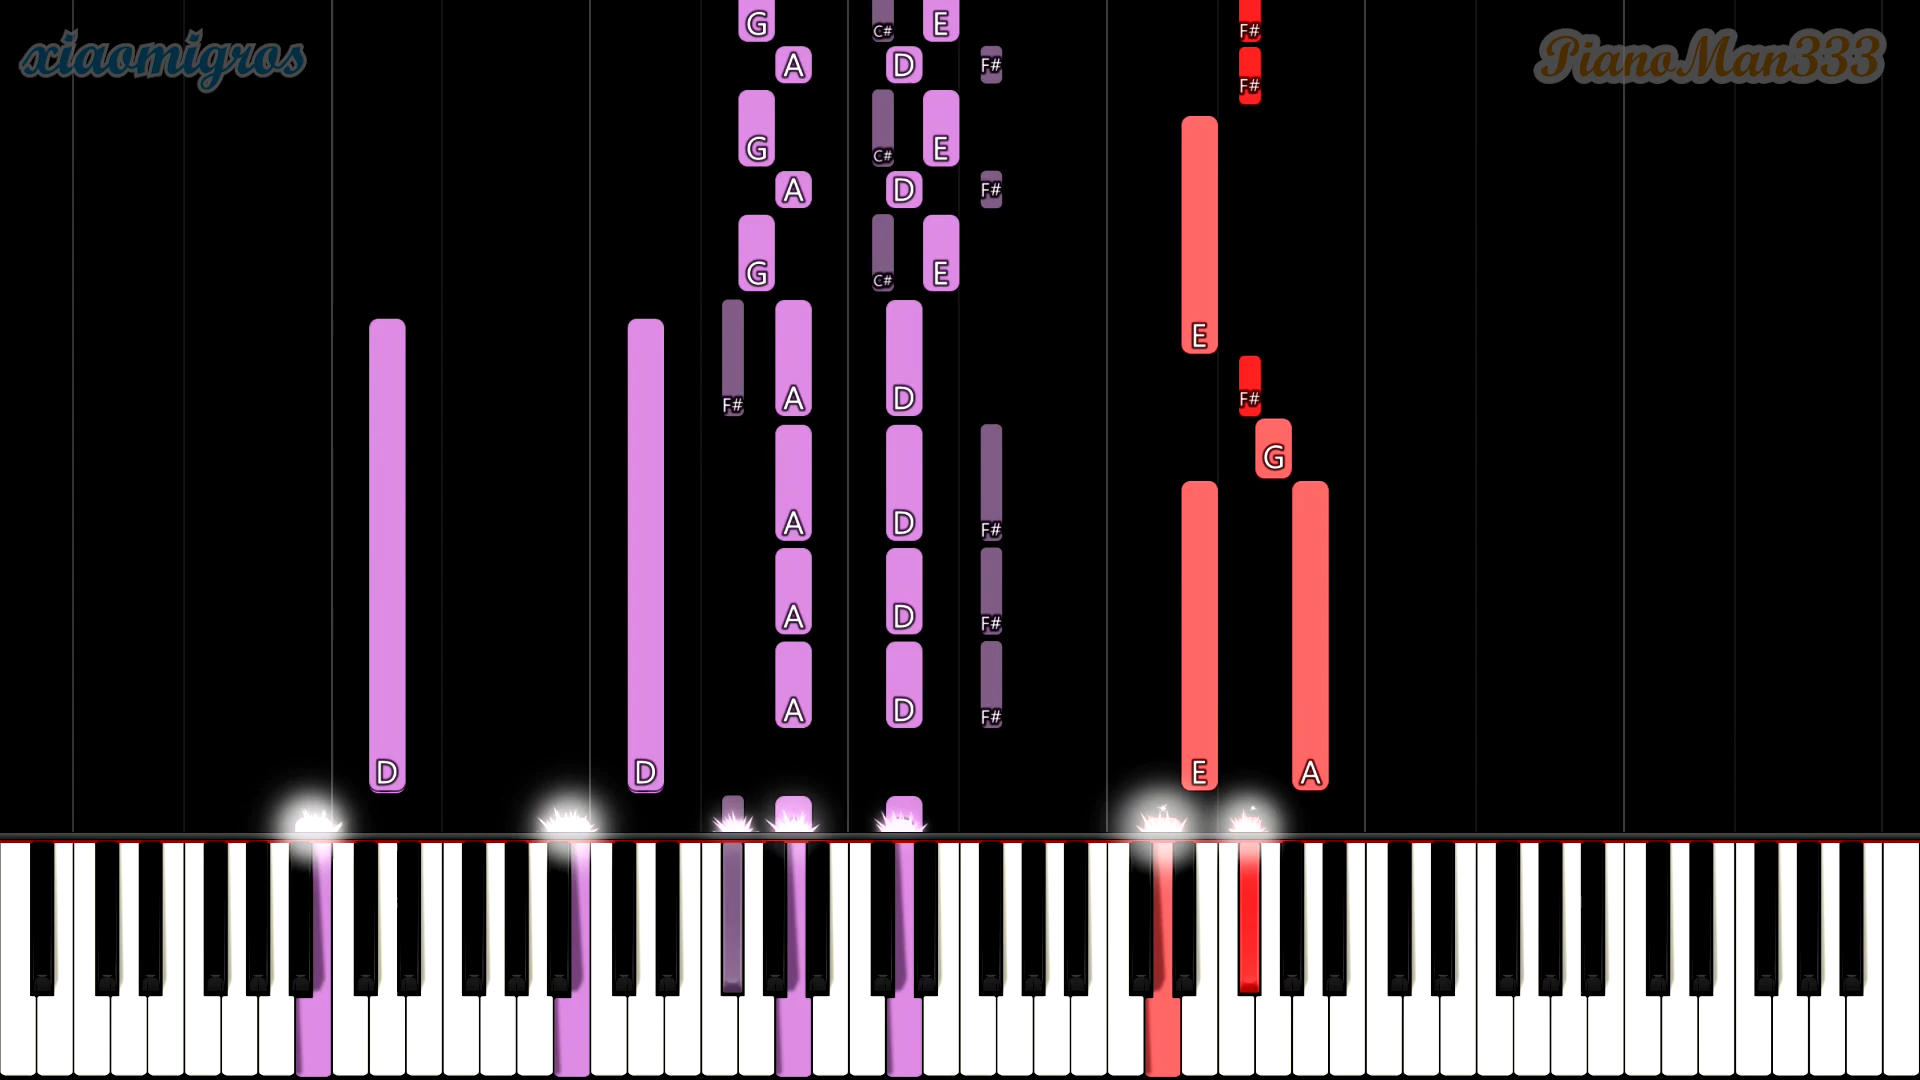 G C# E F#
xiaomigros PianoMan333
A D F# F#
G C# E
A D F#
G C# E
E
F# A D F#
G
A D F#
A D F#
A D F#
D D E A